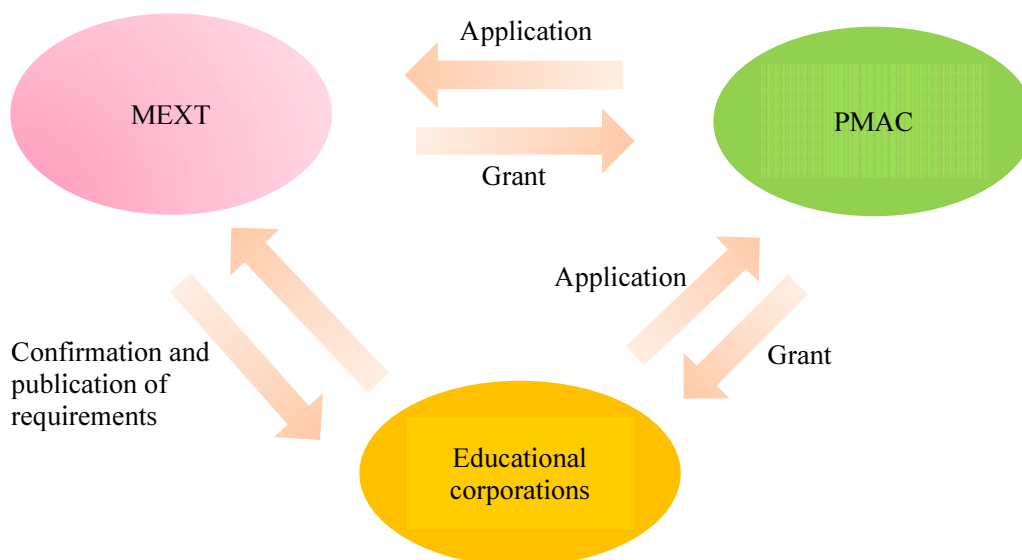 Application
MEXT
PMAC
Grant
Application
Confirmation and
publication of
requirements
Grant
Educational
corporations